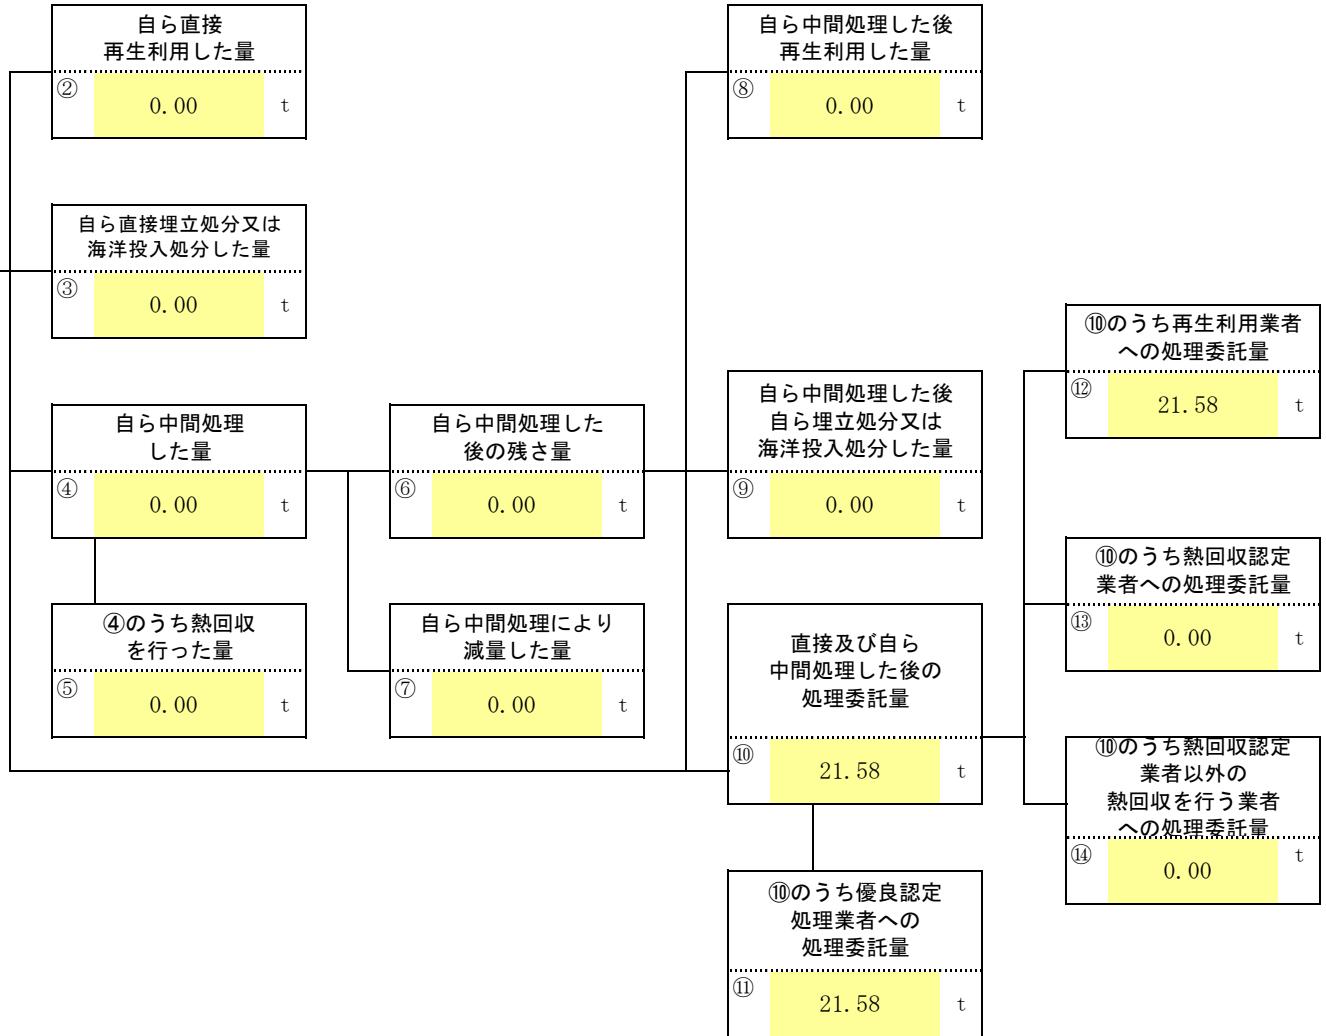 自ら直接
再生利用した量
② 0.00 t
自ら直接埋立処分又は
海洋投入処分した量
③ 0.00 t
自ら中間処理
した量
④ 0.00 t
④のうち熱回収
を行った量
⑤ 0.00 t
自ら中間処理した
後の残さ量
⑥ 0.00 t
自ら中間処理により
減量した量
⑦ 0.00 t
自ら中間処理した後
再生利用した量
⑧ 0.00 t
自ら中間処理した後
自ら埋立処分又は
海洋投入処分した量
⑨ 0.00 t
直接及び自ら
中間処理した後の
処理委託量
⑩ 21.58 t
⑩のうち優良認定
処理業者への
処理委託量
⑪ 21.58 t
⑩のうち再生利用業者
への処理委託量
⑫ 21.58 t
⑩のうち熱回収認定
業者への処理委託量
⑬ 0.00 t
⑩のうち熱回収認定
業者以外の
熱回収を行う業者
への処理委託量
⑭ 0.00 t